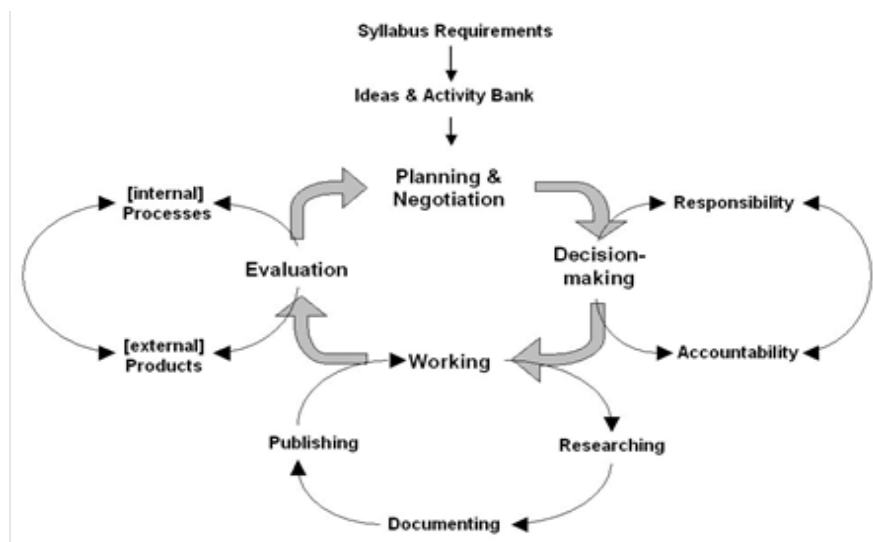 Syllabus Requirements
Ideas & Activity Bank
Planning &
Negotiation
[internal]
Processes
Responsibility
Evaluation
Decision-
making
[external]
Products
Accountability
Working
Publishing
Researching
Documenting